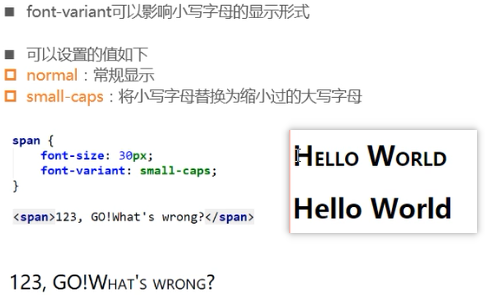 font-variant可以影响小写字母的显示形式
可以设置的值如下
normal：常规显示
small-caps：将小写字母替换为缩小过的大写字母
span {
    font-size: 30px;
    font-variant: small-caps;
}
<span>123, GO!What's wrong?</span>
HELLO WORLD
Hello World
123, GO!WHAT'S WRONG?